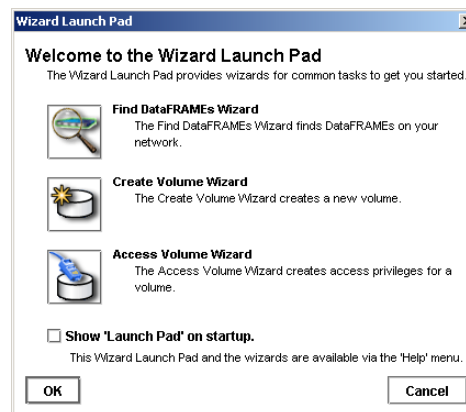 Wizard Launch Pad
Welcome to the Wizard Launch Pad
The Wizard Launch Pad provides wizards for common tasks to get you started.
Find DataFRAMEs Wizard
The Find DataFRAMEs Wizard finds DataFRAMEs on your
network.
Create Volume Wizard
The Create Volume Wizard creates a new volume.
Access Volume Wizard
The Access Volume Wizard creates access privileges for a
volume.
Show 'Launch Pad' on startup.
This Wizard Launch Pad and the wizards are available via the 'Help' menu.
OK
Cancel